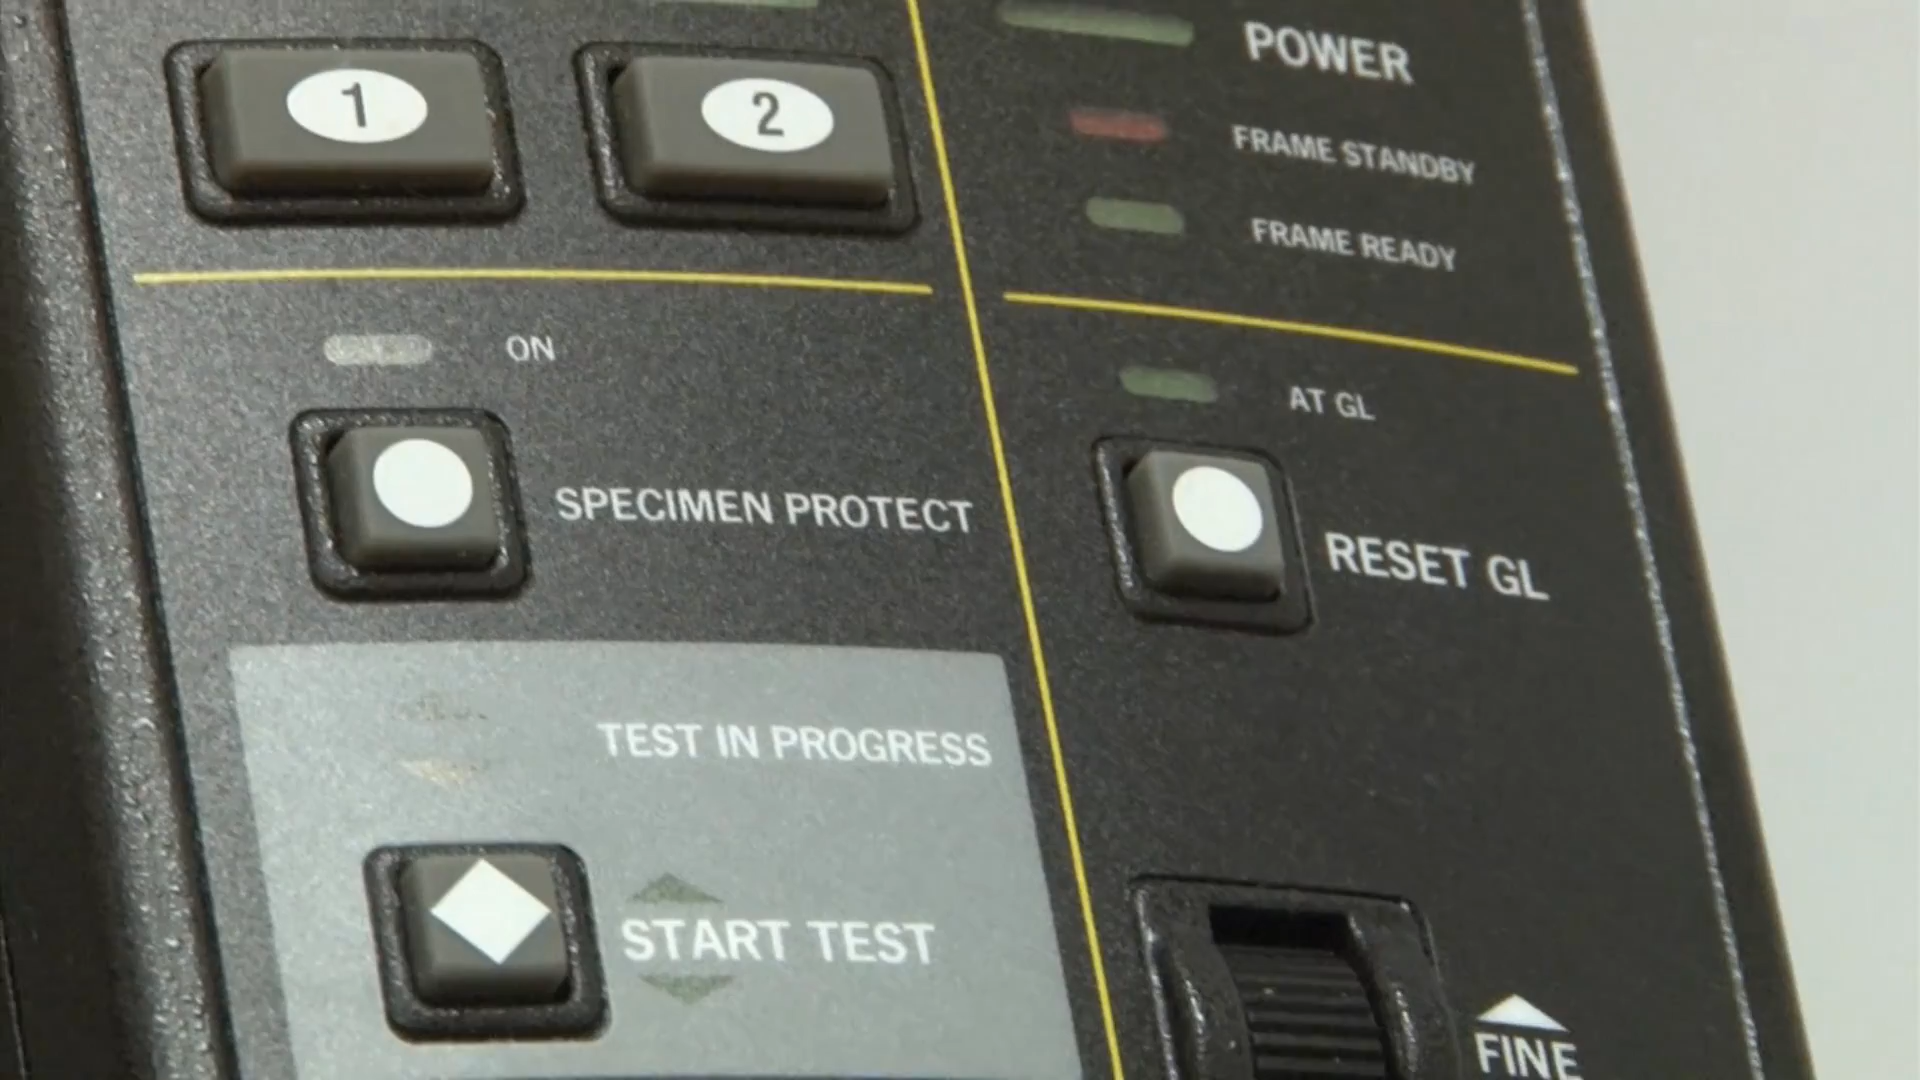 1
2
POWER
FRAME STANDBY
FRAME READY
ON
AT GL
SPECIMEN PROTECT
RESET GL
TEST IN PROGRESS
START TEST
FINE